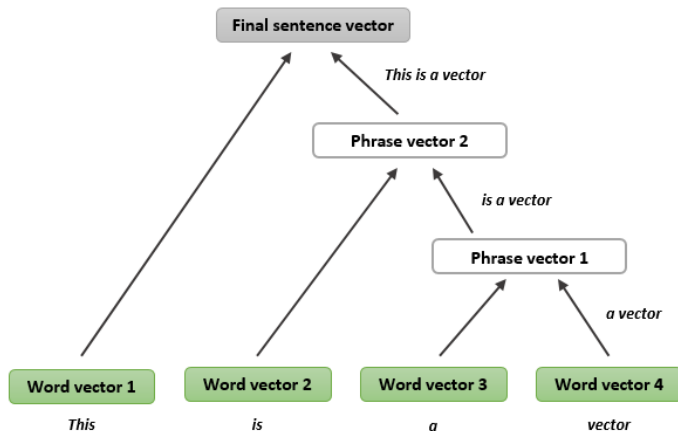 Final sentence vector
This is a vector
Phrase vector 2
is a vector
Phrase vector 1
a vector
Word vector 1
Word vector 2
Word vector 3
Word vector 4
This
is
a
vector